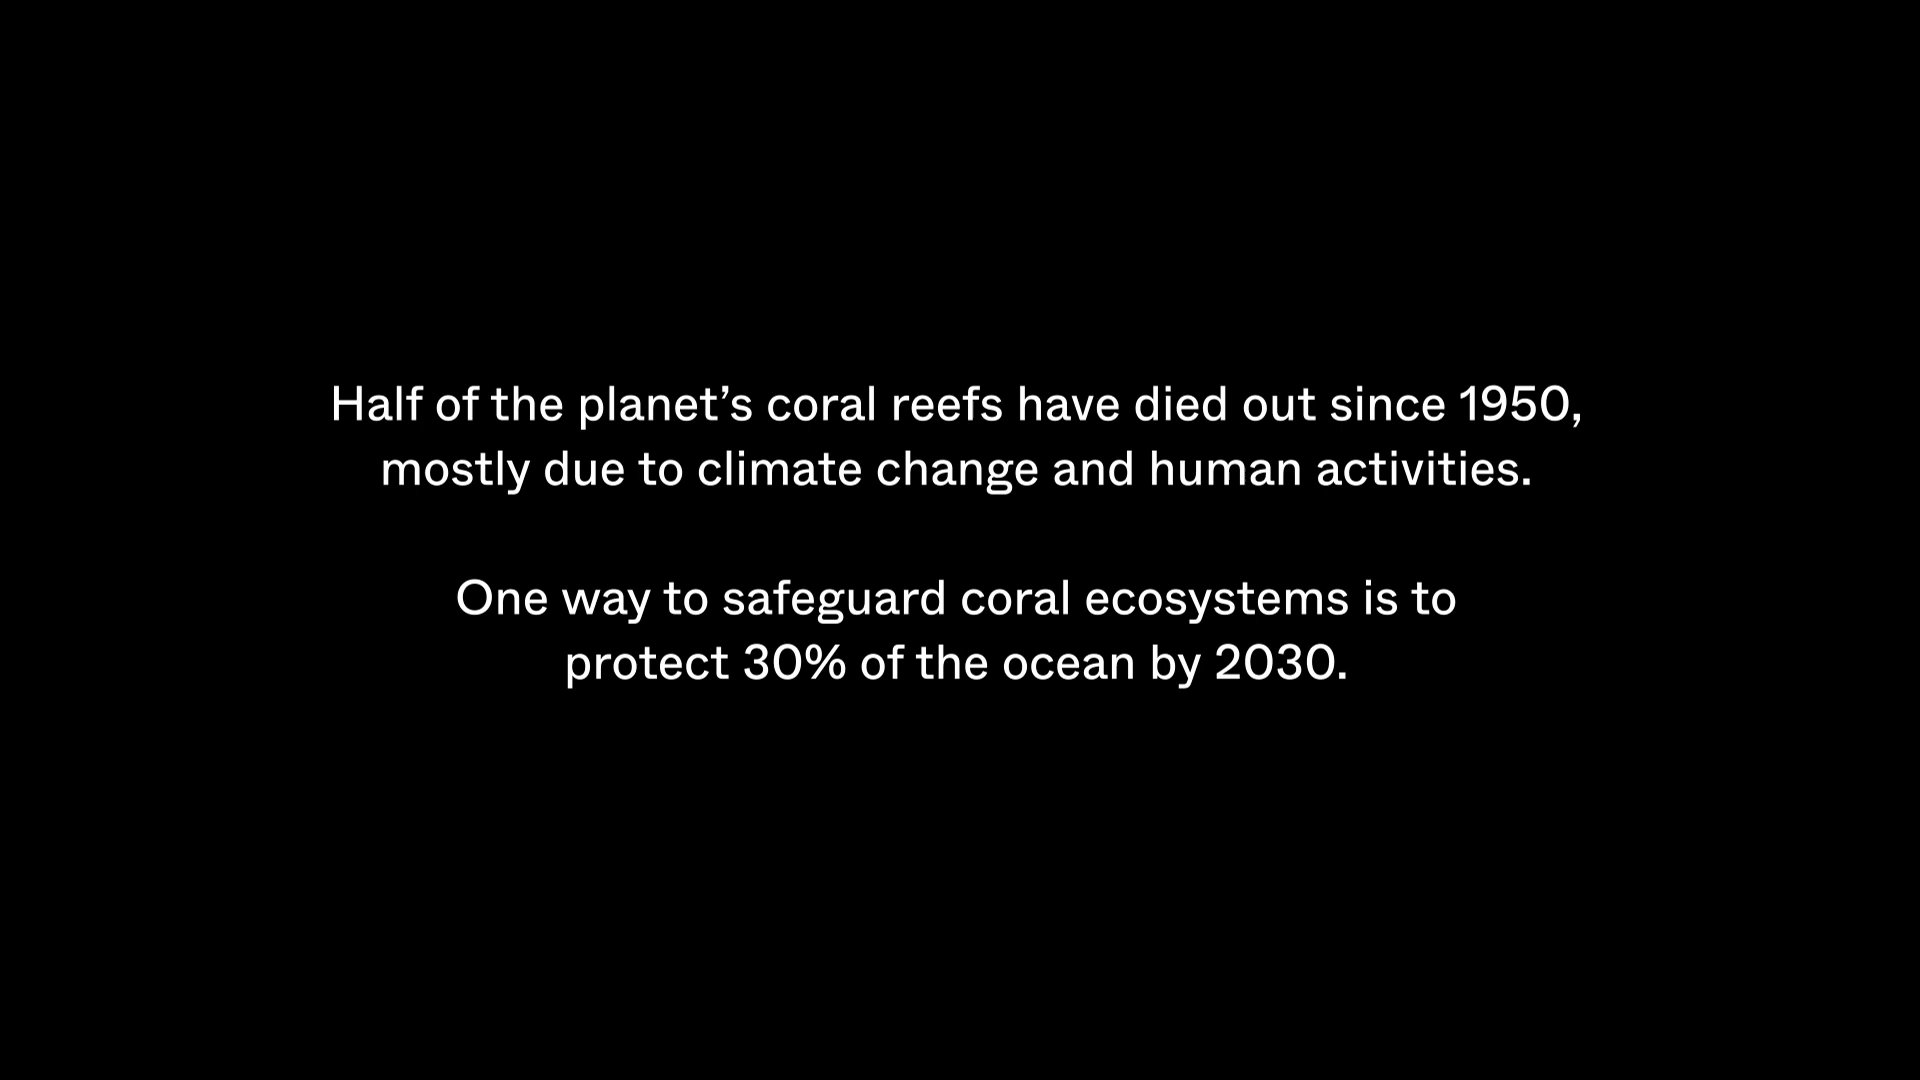 Half of the planet’s coral reefs have died out since 1950,
mostly due to climate change and human activities.
One way to safeguard coral ecosystems is to
protect 30% of the ocean by 2030.